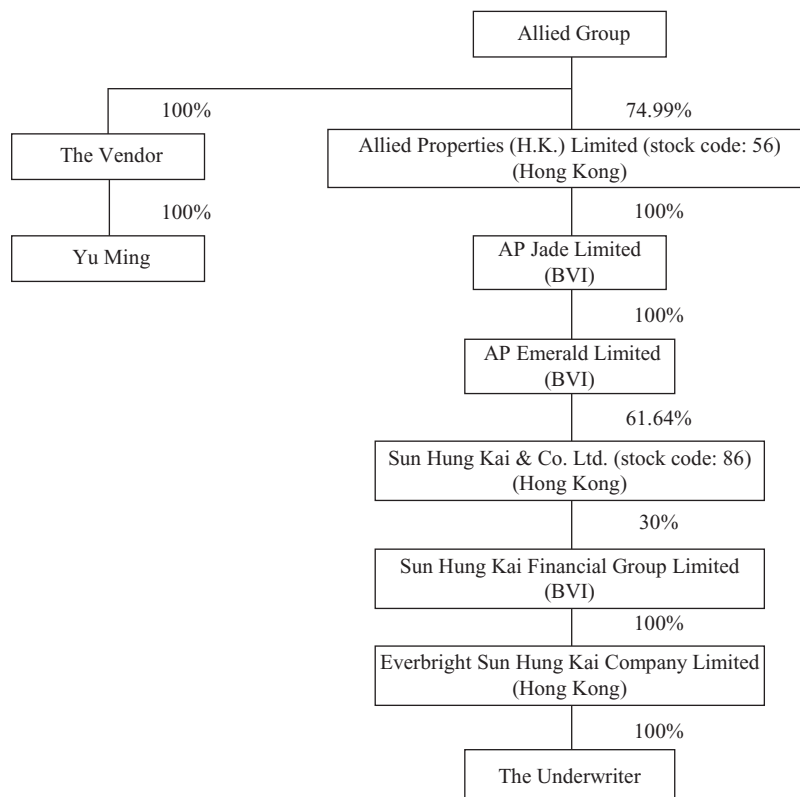 Allied Group
100%
74.99%
The Vendor
Allied Properties (H.K.) Limited (stock code: 56)
(Hong Kong)
100%
100%
Yu Ming
AP Jade Limited
(BVI)
100%
AP Emerald Limited
(BVI)
61.64%
Sun Hung Kai & Co. Ltd. (stock code: 86)
(Hong Kong)
30%
Sun Hung Kai Financial Group Limited
(BVI)
100%
Everbright Sun Hung Kai Company Limited
(Hong Kong)
100%
The Underwriter